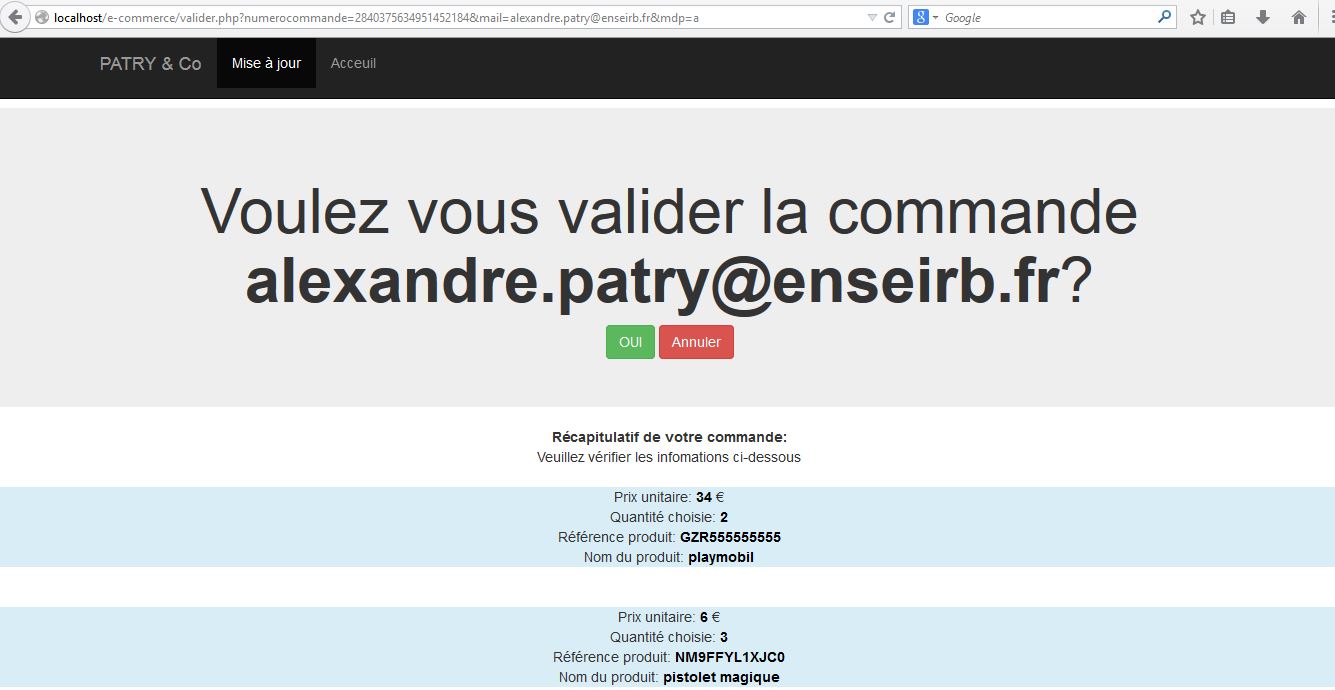 localhost/e-commerce/valider.php?numerocommande=2840375634951452184&mail=alexandre.patry@enseirb.fr&mdp=a
8 Google
PATRY & Co Mise à jour Acceuil
Voulez vous valider la commande
alexandre.patry@enseirb.fr?
OUI Annuler
Récapitulatif de votre commande:
Veuillez vérifier les infomations ci-dessous
Prix unitaire: 34 €
Quantité choisie: 2
Référence produit: GZR555555555
Nom du produit: playmobil
Prix unitaire: 6 €
Quantité choisie: 3
Référence produit: NM9FFYL1XJC0
Nom du produit: pistolet magique